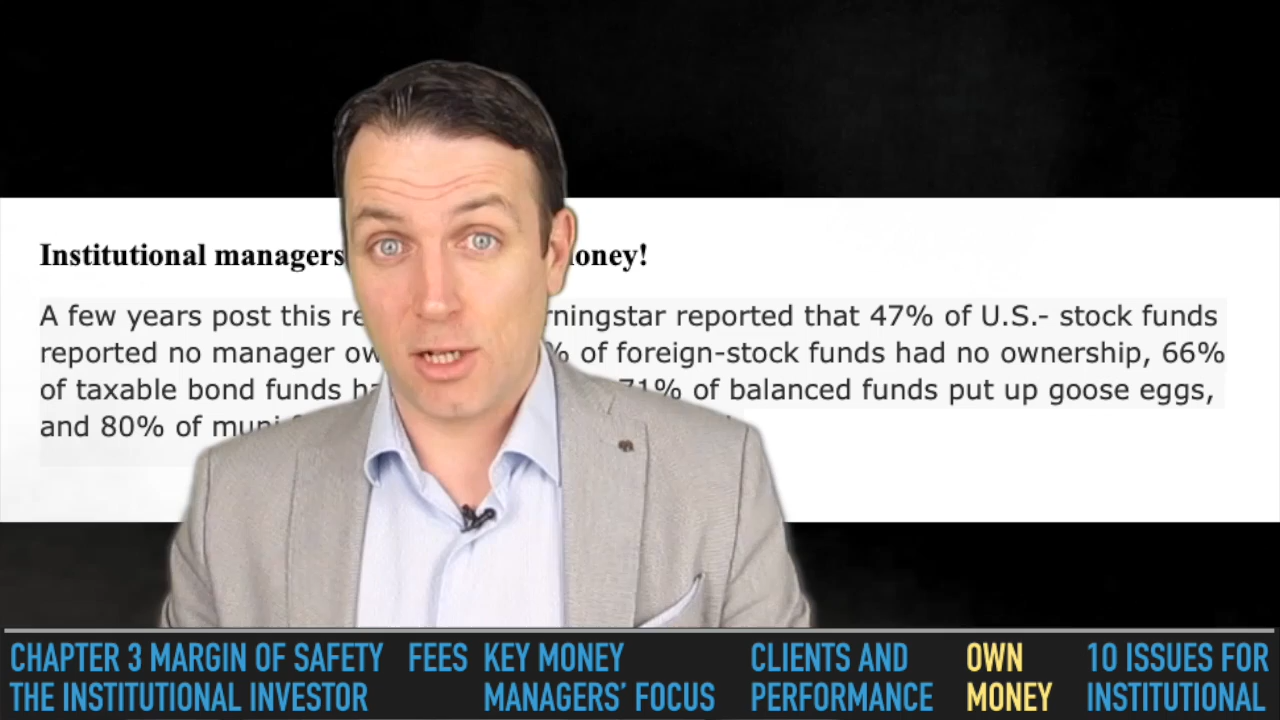 Institutional managers oney!
A few years post this rningstar reported that 47% of U.S.- stock funds
reported no manager % of foreign-stock funds had no ownership, 66%
of taxable bond funds 71% of balanced funds put up goose eggs,
and 80% of muni
CHAPTER 3 MARGIN OF SAFETY
THE INSTITUTIONAL INVESTOR
FEES
KEY MONEY
MANAGERS' FOCUS
CLIENTS AND
PERFORMANCE
OWN
MONEY
10 ISSUES FOR
INSTITUTIONAL